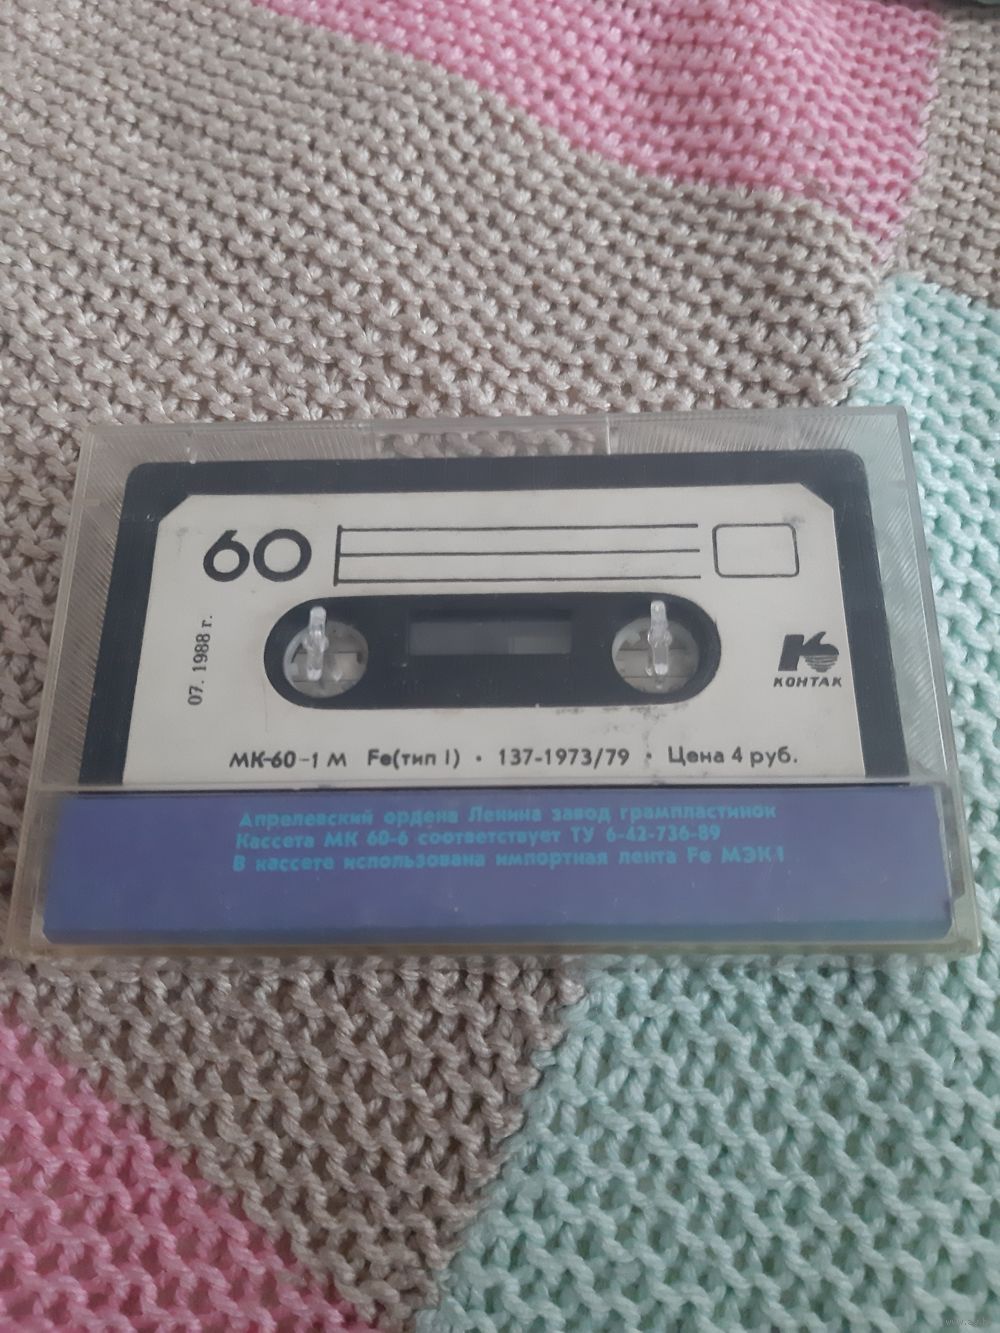 60
07. 1988 г.
КОНТАК
МК-60-1 М Fe(тип I) · 137-1973/79 · Цена 4 руб.
Апрелевский ордена Ленина завод грампластинок
Кассета МК 60-6 соответствует ТУ 6-42-736-89
В кассете использована импортная лента Fe МЭК I